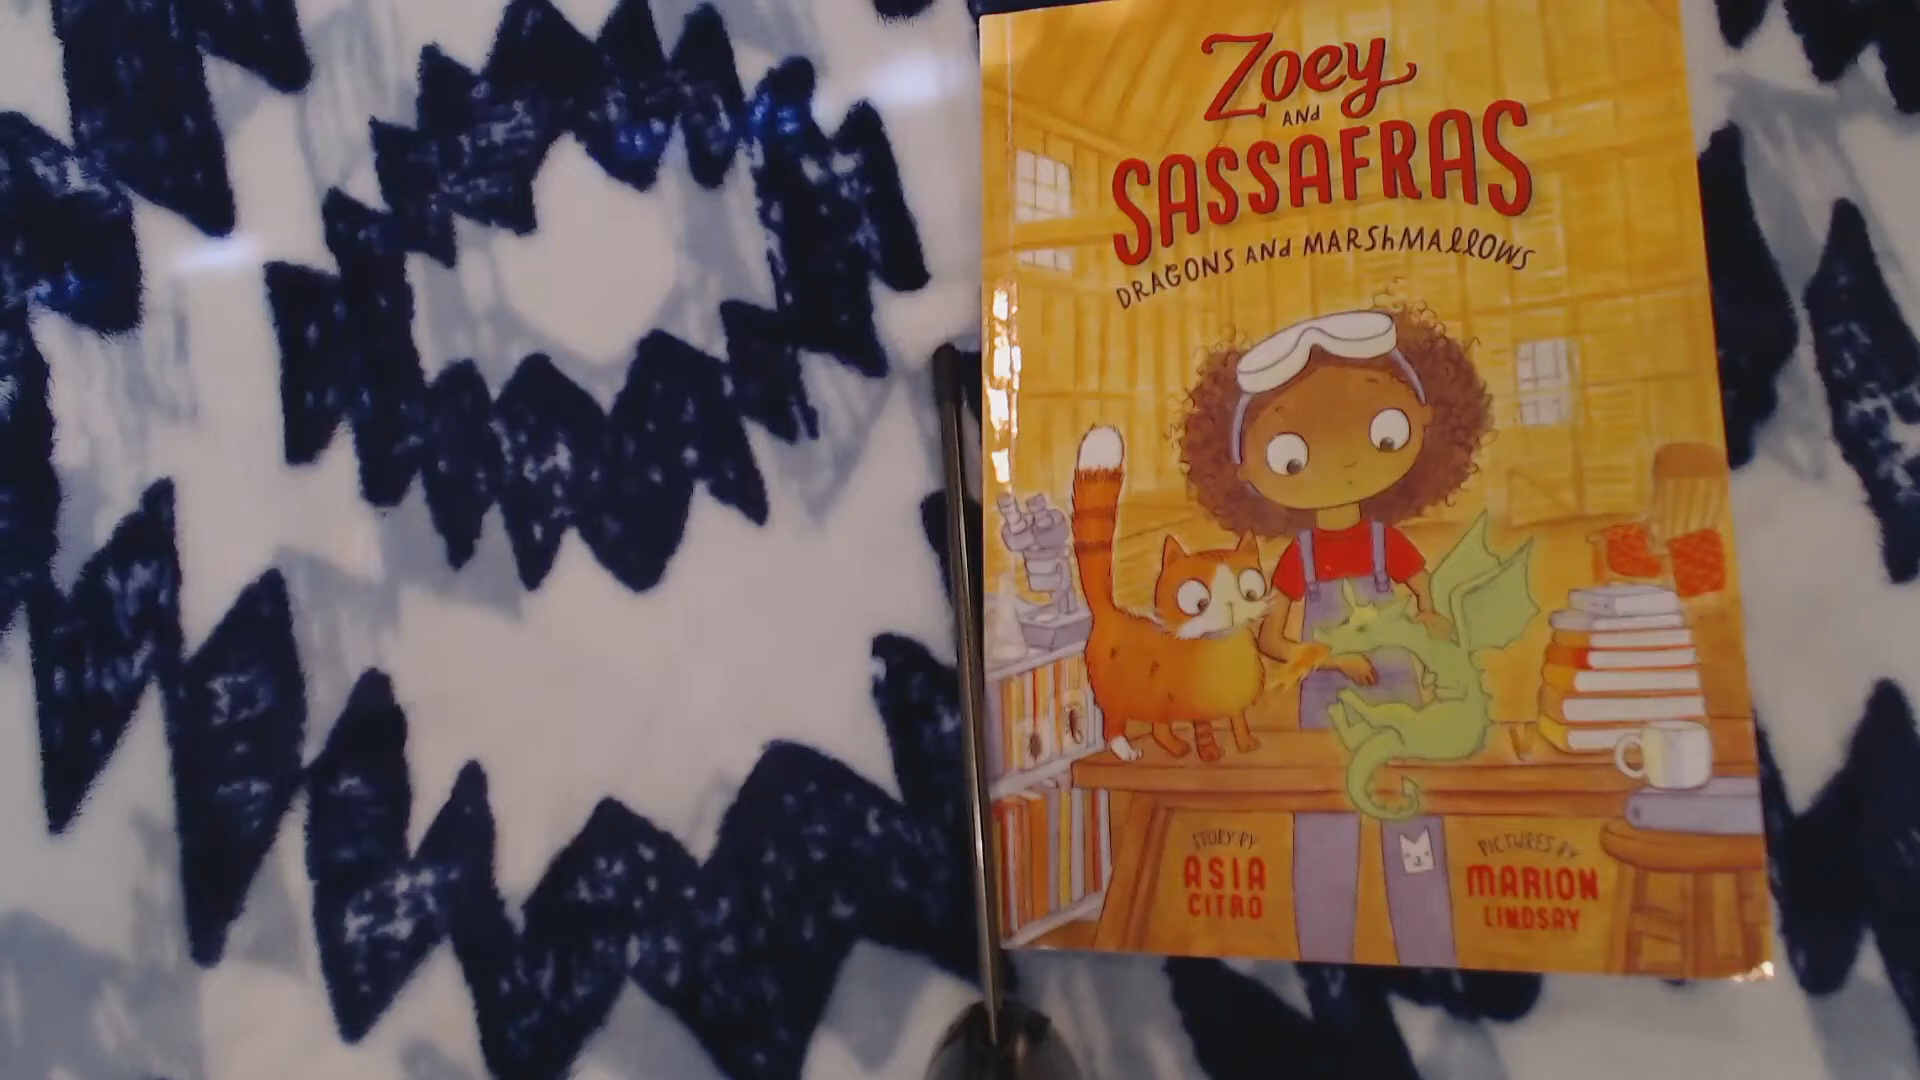 Zoey
AND
SASSAFRAS
DRAGONS AND MARSHMALLOWS
STORY BY
ASIA
CITRO
PICTURES BY
MARION
LINDSAY